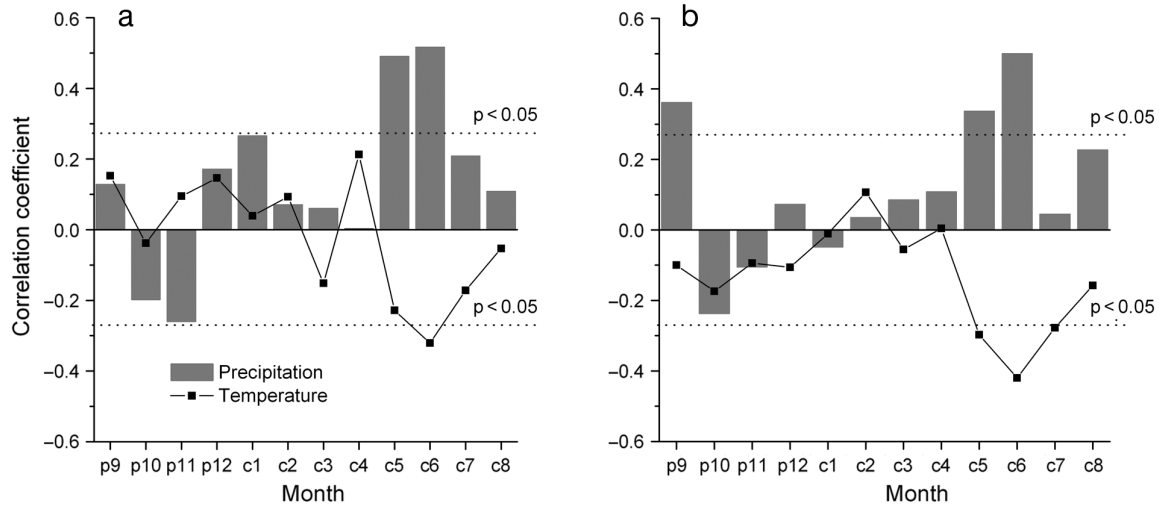 a
Correlation coefficient
0.6
0.4
0.2
0.0
−0.2
−0.4
−0.6
p < 0.05
p < 0.05
Precipitation
Temperature
p9 p10 p11 p12 c1 c2 c3 c4 c5 c6 c7 c8
Month
b
0.6
0.4
0.2
0.0
−0.2
−0.4
−0.6
p < 0.05
p < 0.05
p9 p10 p11 p12 c1 c2 c3 c4 c5 c6 c7 c8
Month